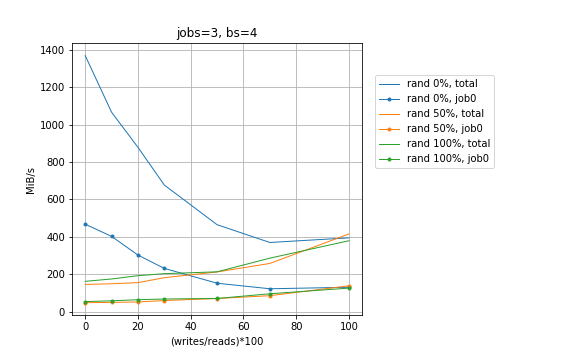 jobs=3, bs=4
MiB/s
1400
1200
1000
800
600
400
200
0
0
20
40
60
80
100
(writes/reads)*100
rand 0%, total
rand 0%, job0
rand 50%, total
rand 50%, job0
rand 100%, total
rand 100%, job0